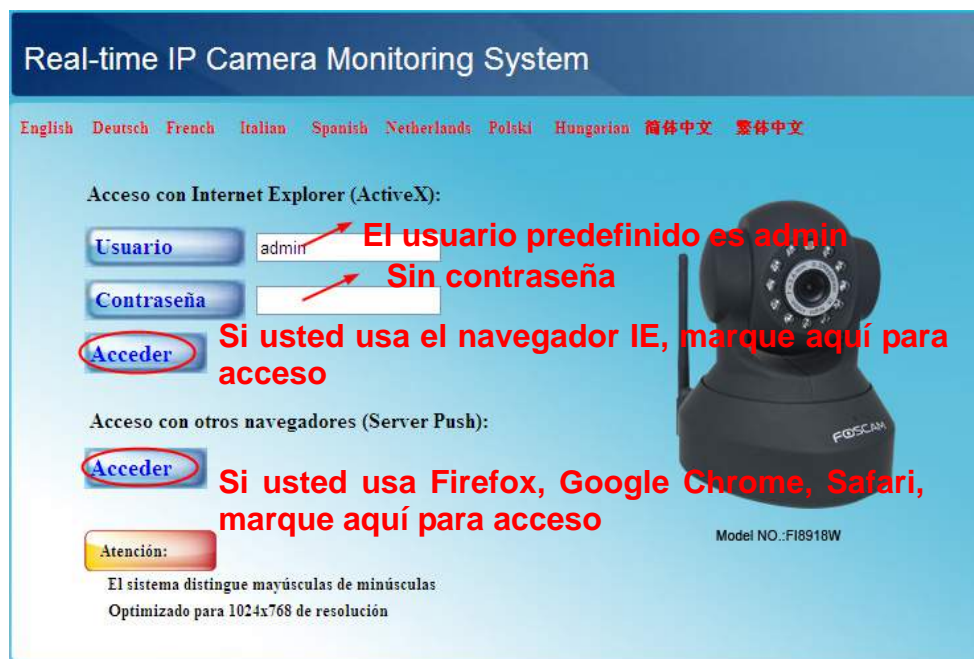 Real-time IP Camera Monitoring System
English Deutsch French Italian Spanish Netherlands Polski Hungarian 简体中文 繁体中文
Acceso con Internet Explorer (ActiveX):
Usuario admin El usuario predefinido es admin
Sin contraseña
Contraseña
Si usted usa el navegador IE, marque aquí para
Acceder
acceso
Acceso con otros navegadores (Server Push):
FOSCAM
Acceder
Si usted usa Firefox, Google Chrome, Safari,
marque aquí para acceso
Model NO.:FI8918W
Atención:
El sistema distingue mayúsculas de minúsculas
Optimizado para 1024x768 de resolución